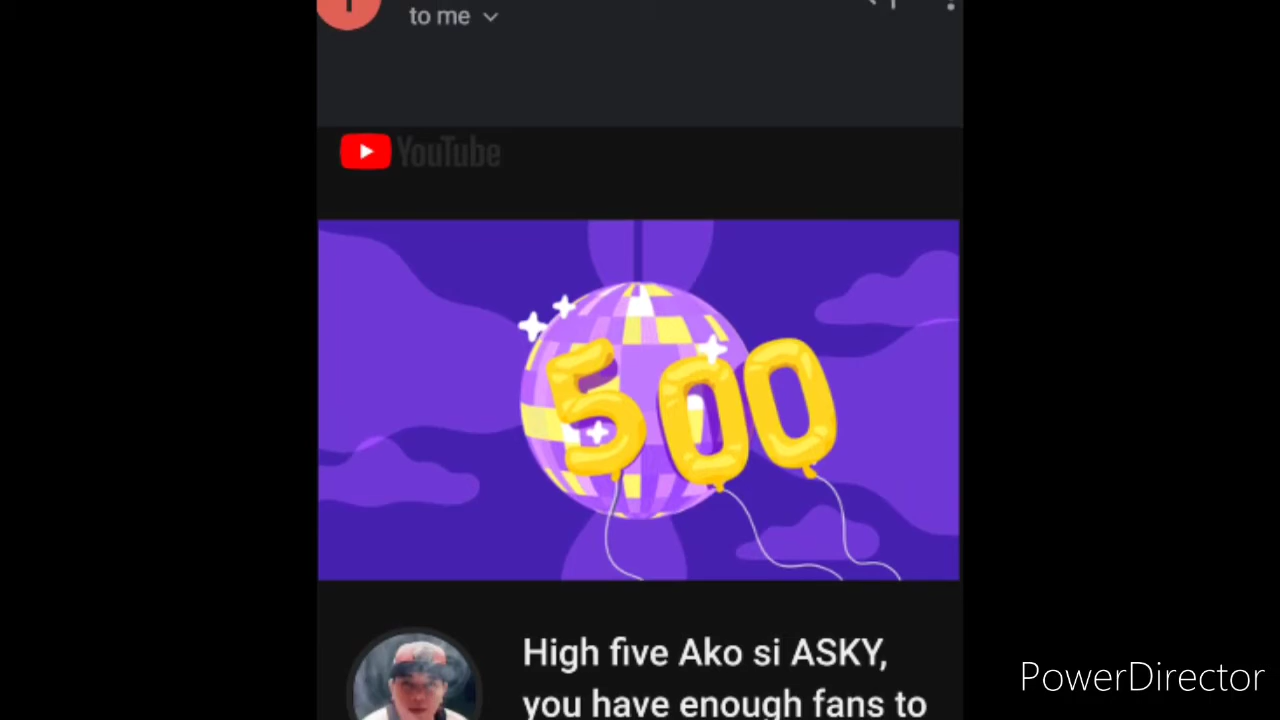 to me
YouTube
500
High five Ako si ASKY,
you have enough fans to
PowerDirector